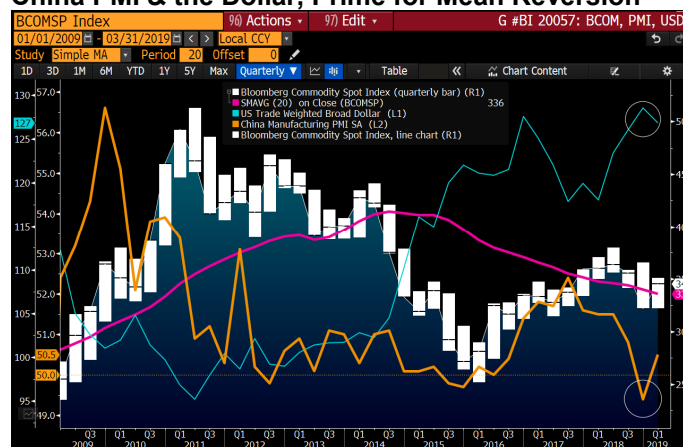 China PMI & the Dollar, Prime for Mean Reversion
BCOMSP Index 96) Actions 97) Edit G #BI 20057: BCOM, PMI, USD
01/01/2009 - 03/31/2019 < > Local CCY
Study Simple MA Period 20 Offset 0
1D 3D 1M 6M YTD 1Y 5Y Max Quarterly ▼ Table « Chart Content
Bloomberg Commodity Spot Index (quarterly bar) (R1)
SMAVG (20) on Close (BCOMSP) 336
US Trade Weighted Broad Dollar (L1)
China Manufacturing PMI SA (L2)
Bloomberg Commodity Spot Index, line chart (R1)
130 57.0
127
125
55.0
120
54.0
115
53.0
110
52.0
105
51.0
100 50.5
50.0
95
49.0
Q3 Q1 Q3 Q1 Q3 Q1 Q3 Q1 Q3 Q1 Q3 Q1 Q3 Q1 Q3 Q1 Q3 Q1 Q3 Q1
2009 2010 2011 2012 2013 2014 2015 2016 2017 2018 2019